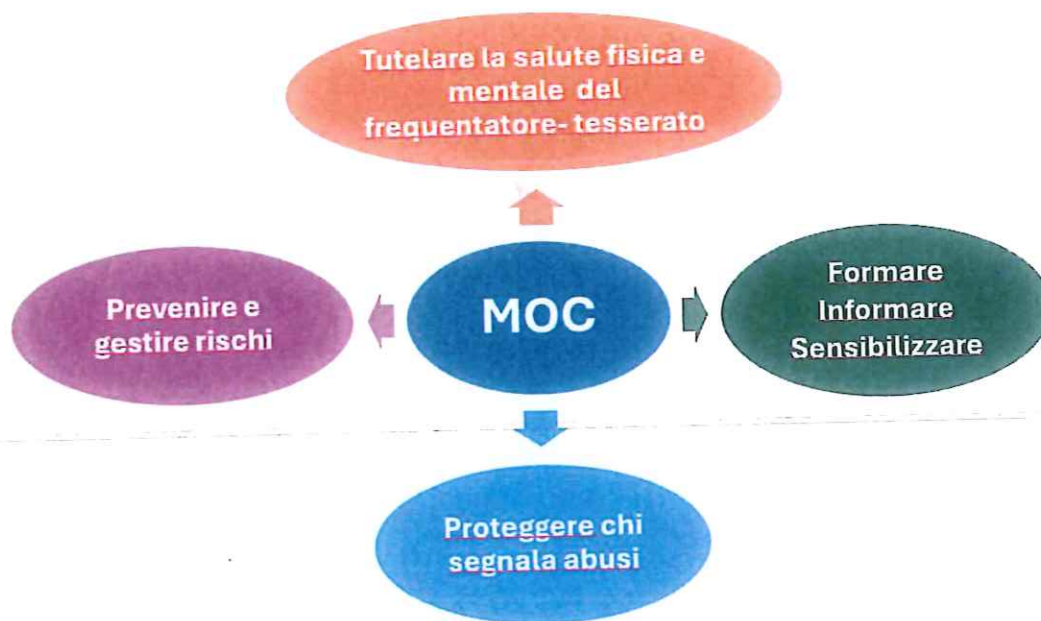 Tutelare la salute fisica e
mentale del
frequentatore- tesserato
Prevenire e
gestire rischi
MOC
Formare
Informare
Sensibilizzare
Proteggere chi
segnala abusi